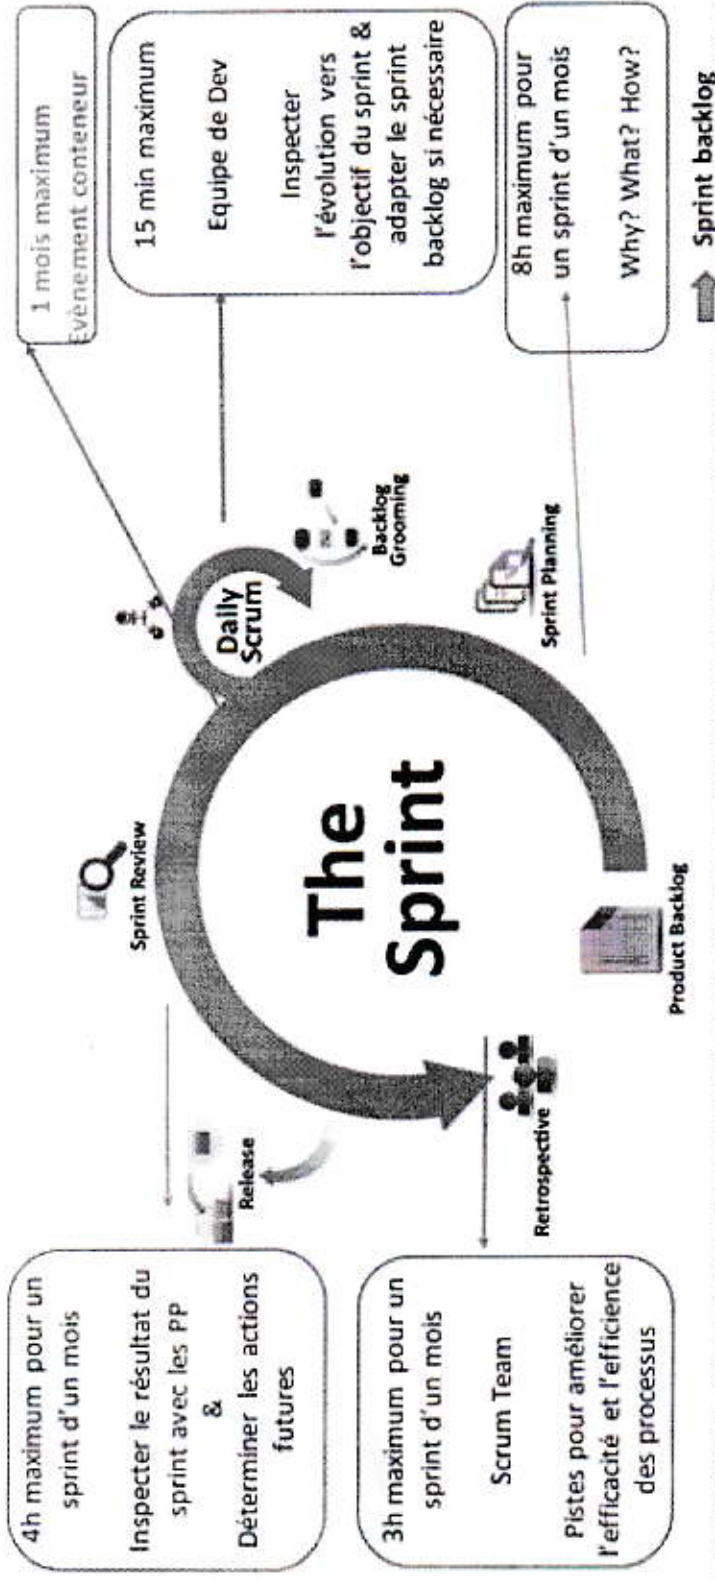 4h maximum pour un
sprint d'un mois
Inspecter le résultat du
sprint avec les PP
&
Déterminer les actions
futures
3h maximum pour un
sprint d'un mois
Scrum Team
Pistes pour améliorer
l'efficacité et l'efficience
des processus
Release
Retrospective
Sprint Review
The
Sprint
Product Backlog
Daily
Scrum
Backlog
Grooming
Sprint Planning
1 mois maximum
Evènement conteneur
15 min maximum
Equipe de Dev
Inspecter
l'évolution vers
l'objectif du sprint &
adapter le sprint
backlog si nécessaire
8h maximum pour
un sprint d'un mois
Why? What? How?
Sprint backlog